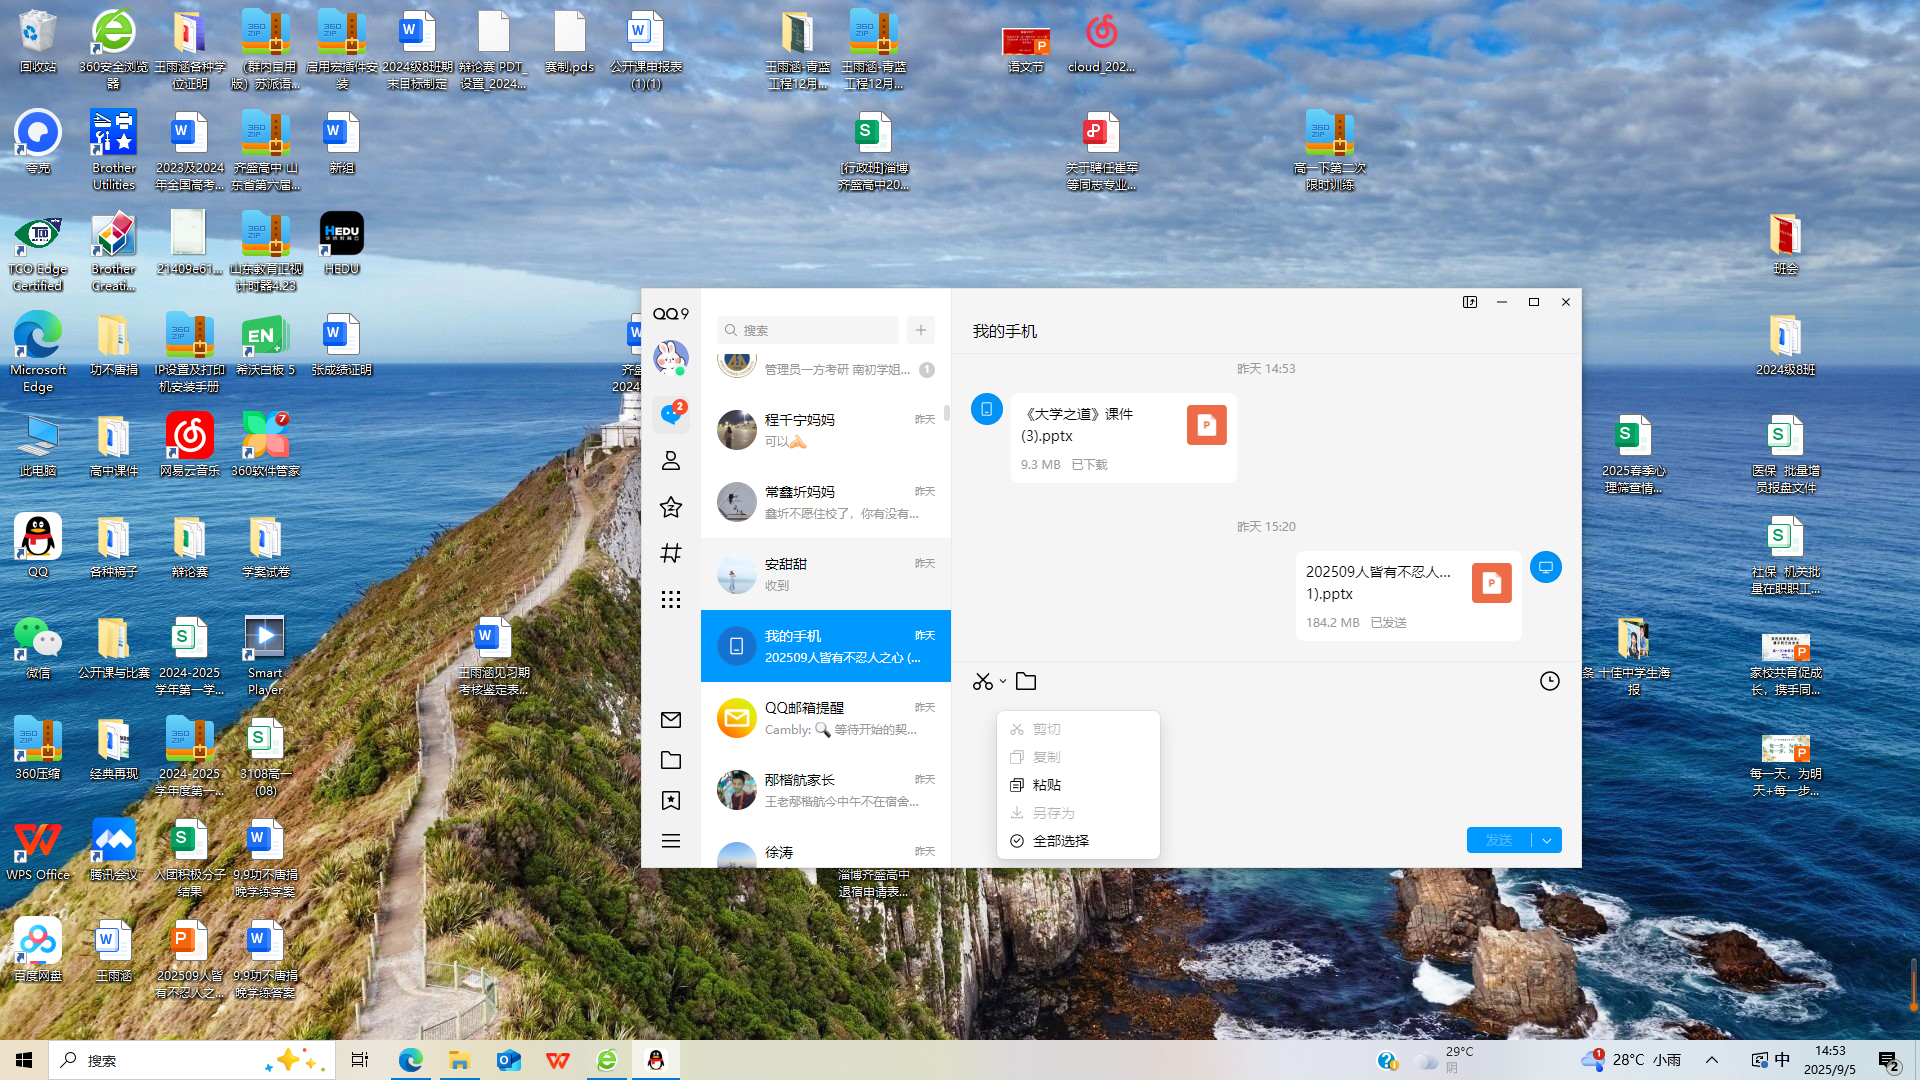 回收站
360安全浏览
器
王雨涵各种学
位证明
(群内自用
版）苏派语...
启用宏插件安
装
2024级8班期
末目标制定
辩论赛 PDT_
设置_2024...
赛制.pds
公开课申报表
(1)(1)
王雨涵-青蓝
工程12月...
王雨涵-青蓝
工程12月...
语文节
cloud_202...
夸克
Brother
Utilities
2023及2024
年全国高考...
齐盛高中 山
东省第六届...
新组
[行政班]淄博
齐盛高中20...
关于聘任崔军
等同志专业...
高一下第二次
限时训练
TCO Edge
Certified
Brother
Creati...
21409e61...
山东教育卫视
计时器4.23
HEDU
班会
Microsoft
Edge
功不唐捐
IP设置及打印
机安装手册
希沃白板 5
张成绩证明
2024级8班
此电脑
高中课件
网易云音乐
360软件管家
2025春季心
理筛查情...
医保_批量增
员报盘文件
QQ
各种稿子
辩论赛
学案试卷
社保_机关批
量在职职工...
微信
公开课与比赛
2024-2025
学年第一学...
Smart
Player
王雨涵见习期
考核鉴定表...
条 十佳中学生海
报
家校共育促成
长，携手同...
360压缩
经典再现
2024-2025
学年度第一...
3108高一
(08)
每一天，为明
天+每一步...
WPS Office
腾讯会议
入团积极分子
结果
9.9功不唐捐
晚学练学案
淄博齐盛高中
退宿申请表...
百度网盘
王雨涵
202509人皆
有不忍人之...
9.9功不唐捐
晚学练答案
QQ9
2
搜索
管理员一方考研 南初学姐...
1
程千宁妈妈
昨天
可以
常鑫圻妈妈
昨天
鑫圻不愿住校了，你有没有...
安甜甜
昨天
收到
我的手机
昨天
202509人皆有不忍人之心 (...
QQ邮箱提醒
昨天
Cambly: 等待开始的契...
邴楷航家长
昨天
王老邴楷航今中午不在宿舍...
徐涛
昨天
我的手机
昨天 14:53
《大学之道》课件
(3).pptx
9.3 MB 已下载
昨天 15:20
202509人皆有不忍人...
1).pptx
184.2 MB 已发送
剪切
复制
粘贴
另存为
全部选择
发送
搜索
29°C
阴
28°C 小雨
中
14:53
2025/9/5
2